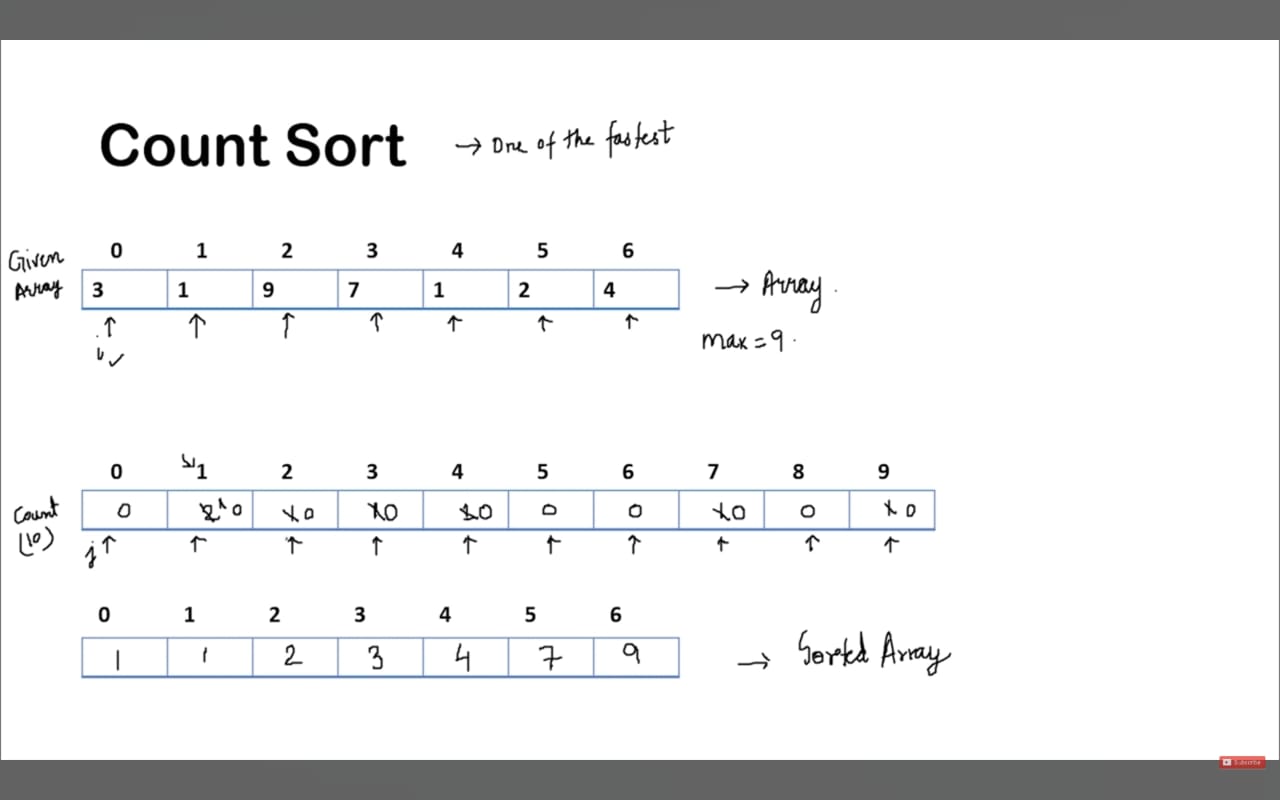 Count Sort → One of the fastest
0 1 2 3 4 5 6
Given
Array 3 1 9 7 1 2 4 → Array.
max = 9.
0 1 2 3 4 5 6 7 8 9
Count 0 2 1 0 1 0 1 0 1 0 0 0 1 0 0 1 0
(10) j
0 1 2 3 4 5 6
1 1 2 3 4 7 9 → Sorted Array
Subscribe